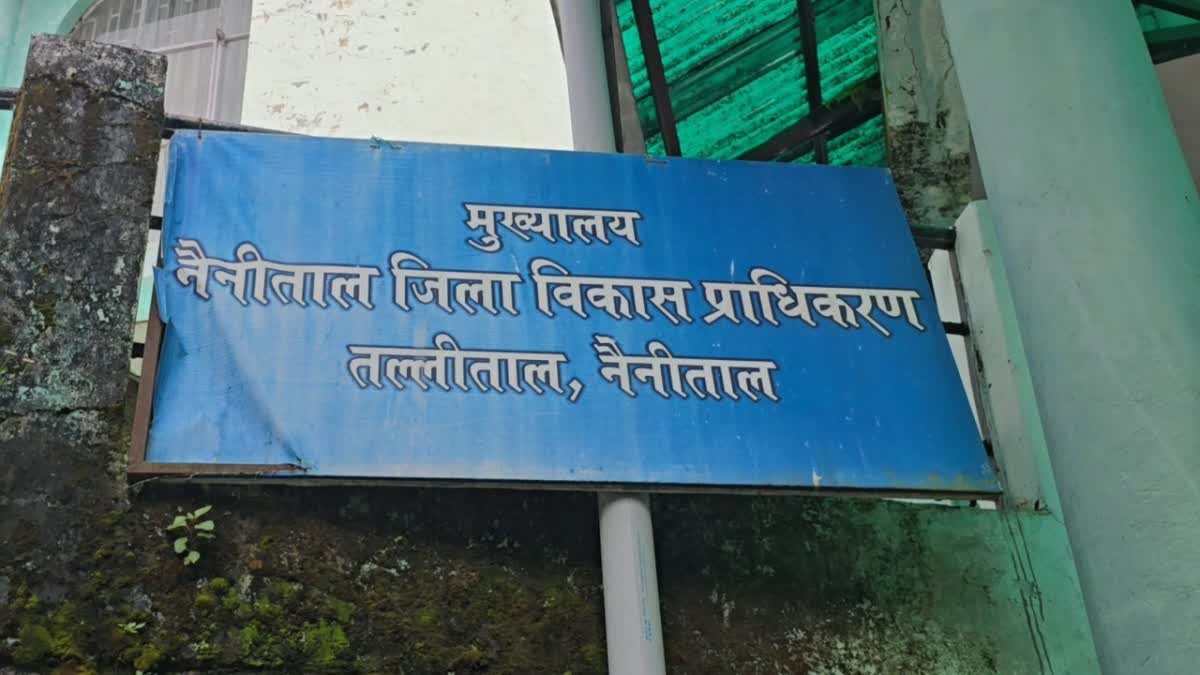 मुख्यालय
नैनीताल जिला विकास प्राधिकरण
तल्लीताल, नैनीताल